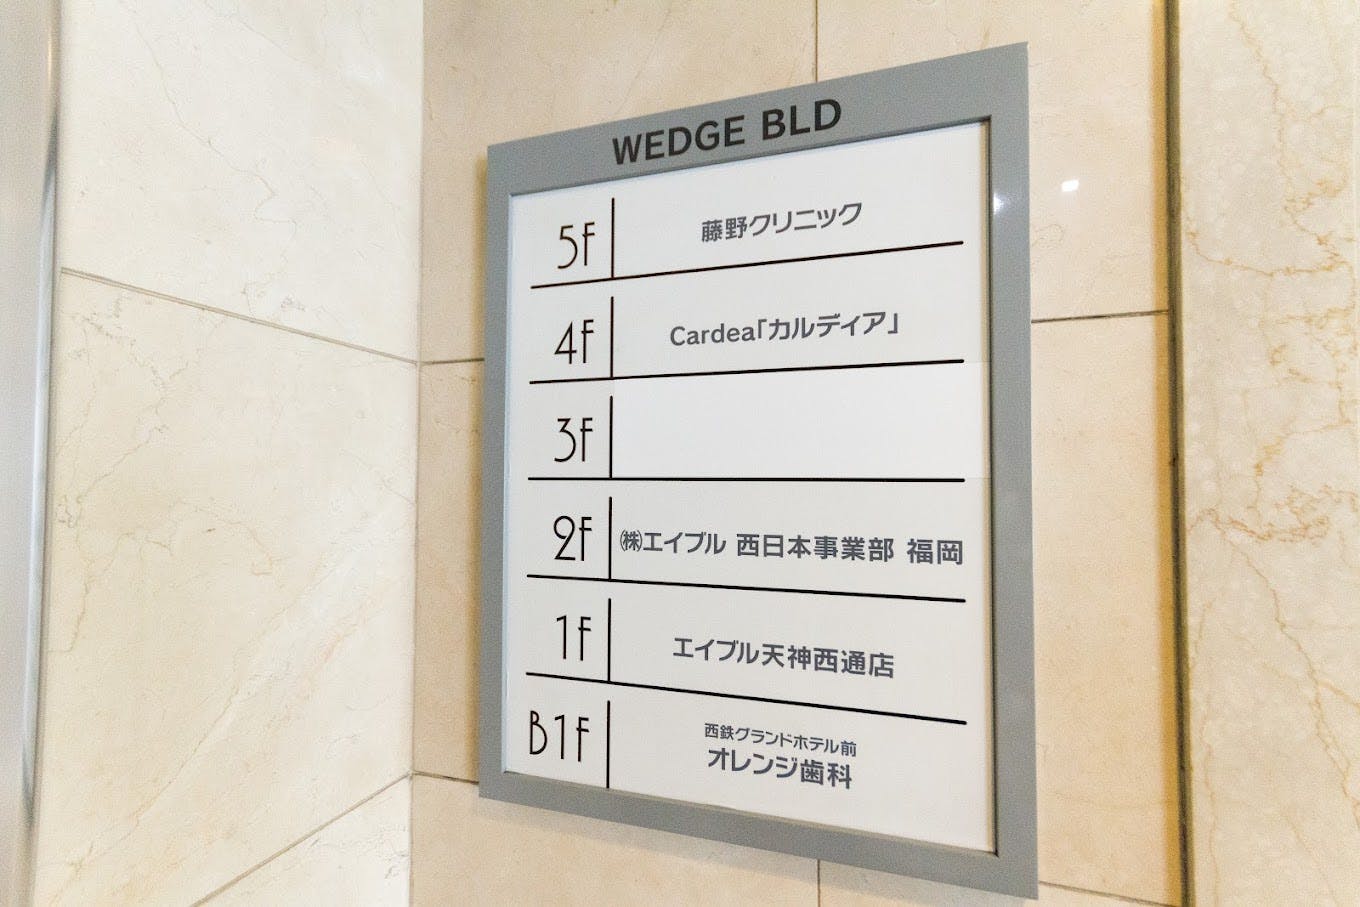 WEDGE BLD
5F 藤野クリニック
4F Cardea「カルディア」
3F
2F ㈱エイブル 西日本事業部 福岡
1F エイブル天神西通店
B1F 西鉄グランドホテル前
オレンジ歯科